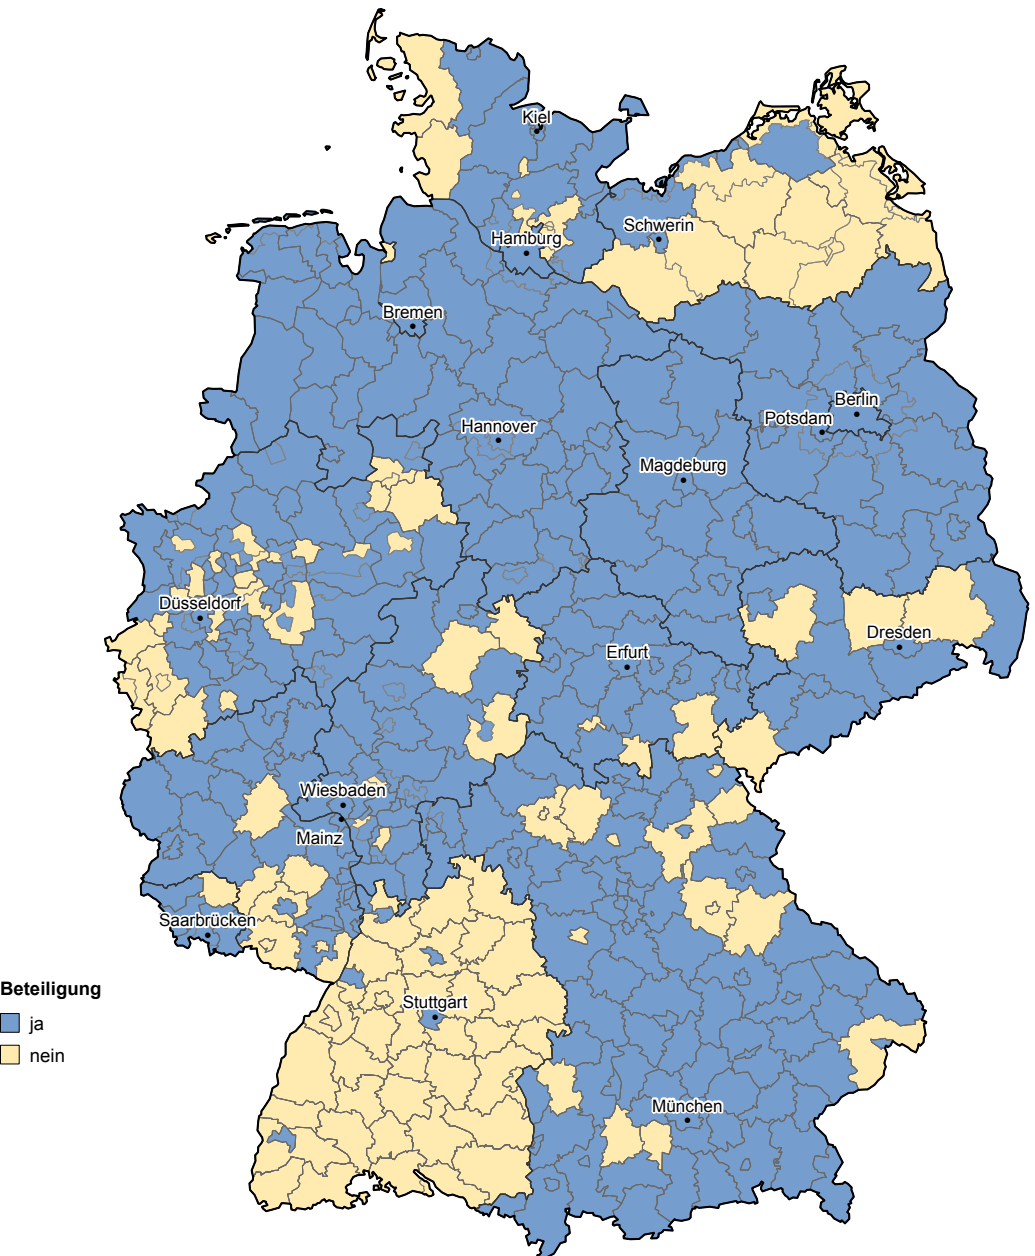 Kiel
Schwerin
Hamburg
Bremen
Berlin
Potsdam
Hannover
Magdeburg
Düsseldorf
Dresden
Erfurt
Wiesbaden
Mainz
Saarbrücken
Beteiligung
ja
nein
Stuttgart
München